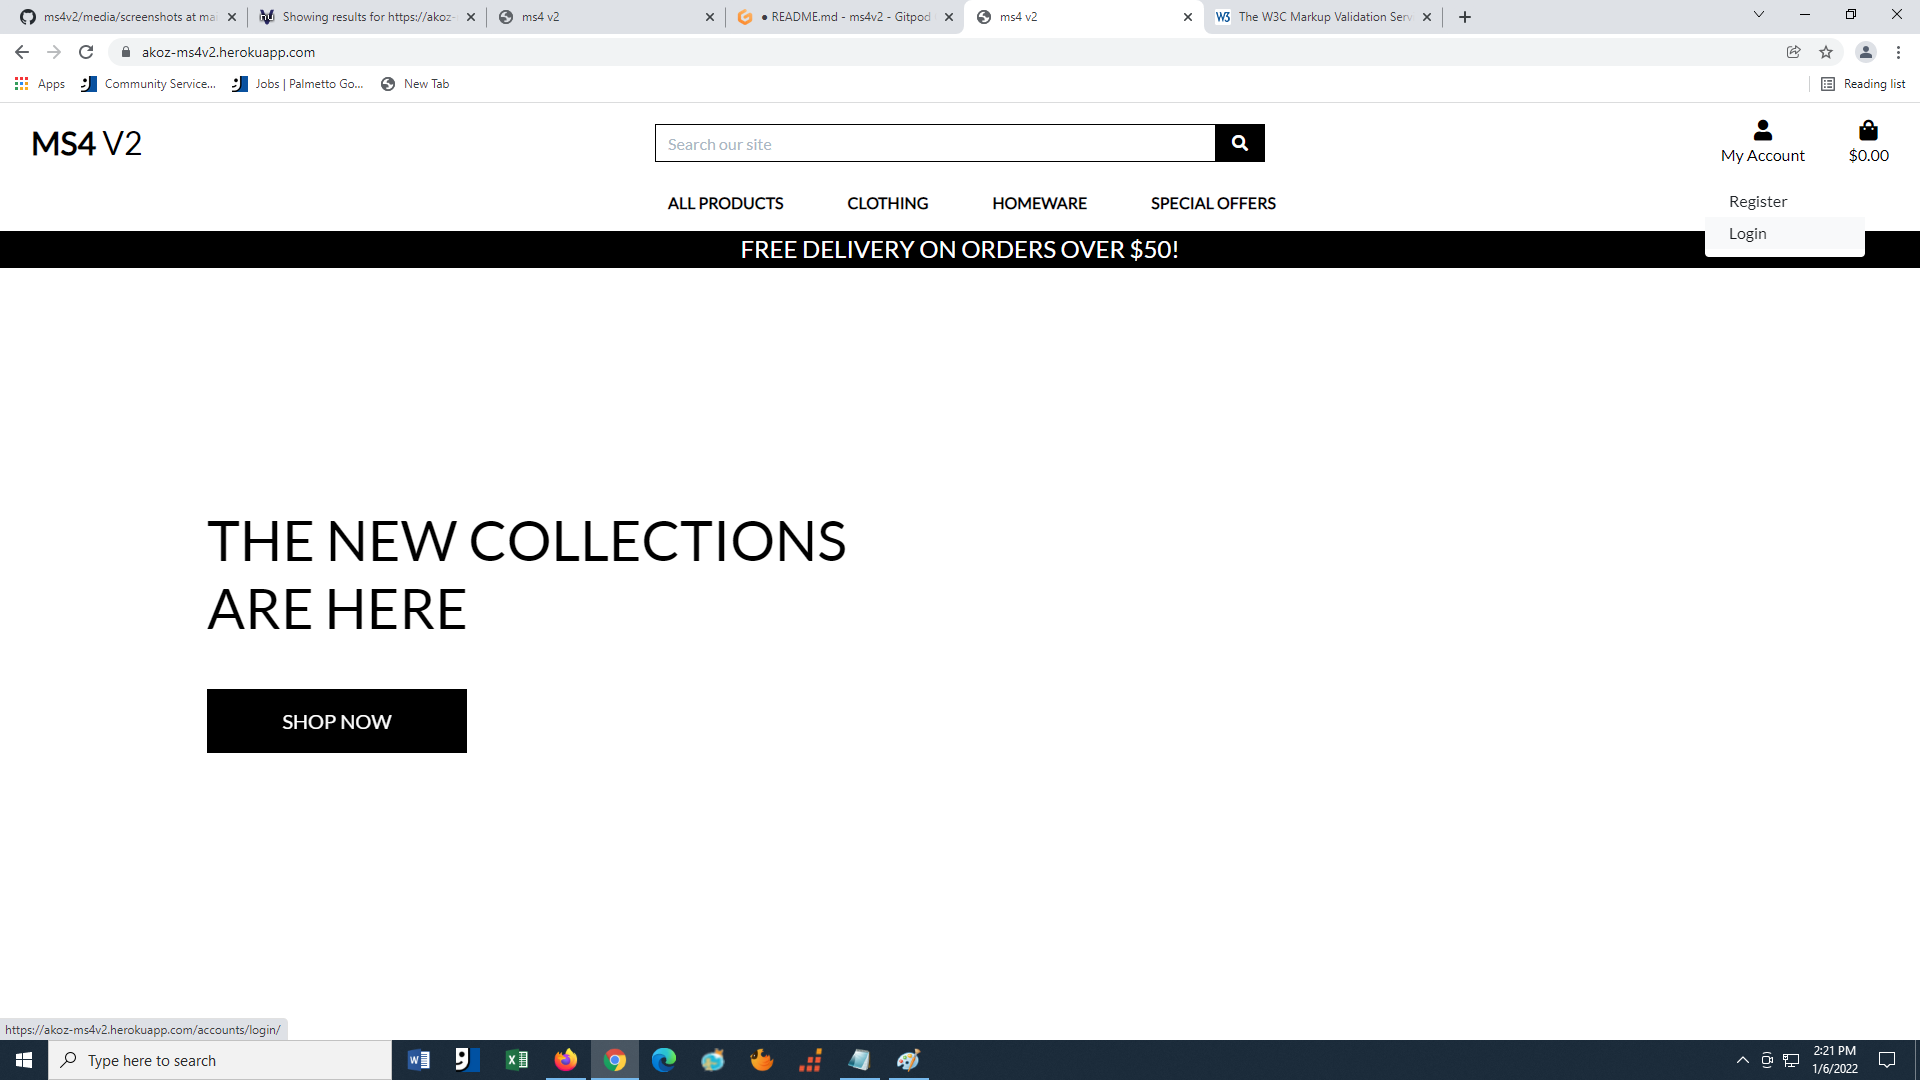 ms4v2/media/screenshots at ma
Showing results for https://akoz-
ms4 v2
● README.md - ms4v2 - Gitpod
ms4 v2
The W3C Markup Validation Serv
akoz-ms4v2.herokuapp.com
Apps
Community Service...
Jobs | Palmetto Go...
New Tab
Reading list
MS4 V2
Search our site
My Account
$0.00
ALL PRODUCTS
CLOTHING
HOMEWARE
SPECIAL OFFERS
Register
Login
FREE DELIVERY ON ORDERS OVER $50!
THE NEW COLLECTIONS
ARE HERE
SHOP NOW
https://akoz-ms4v2.herokuapp.com/accounts/login/
Type here to search
2:21 PM
1/6/2022